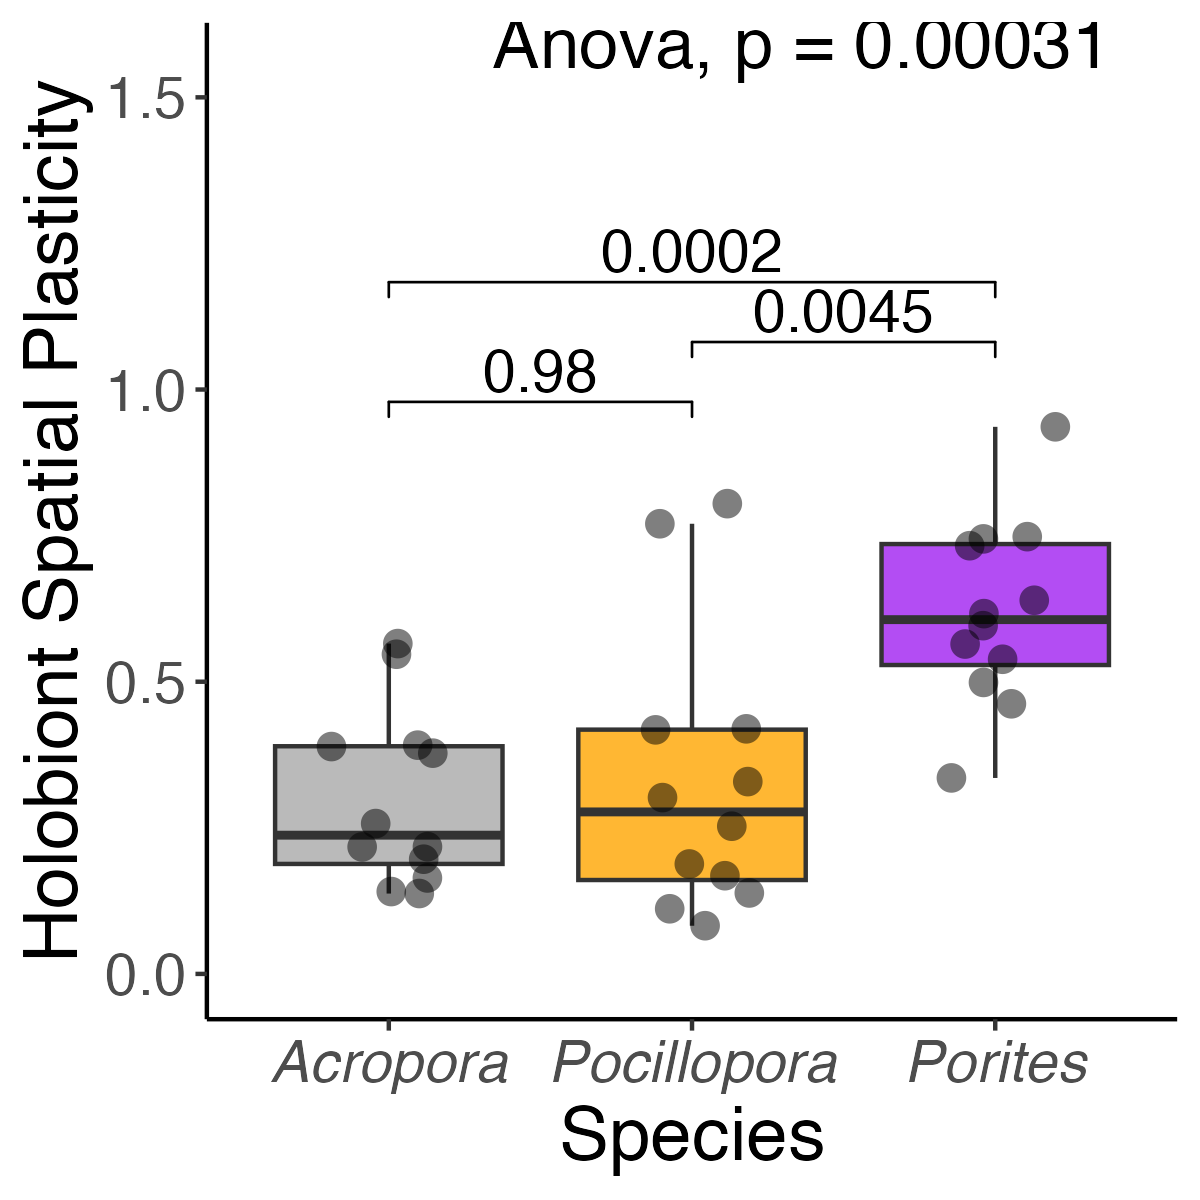 Anova, p = 0.00031
Holobiont Spatial Plasticity
1.5
1.0
0.5
0.0
0.0002
0.0045
0.98
Acropora Pocillopora Porites
Species